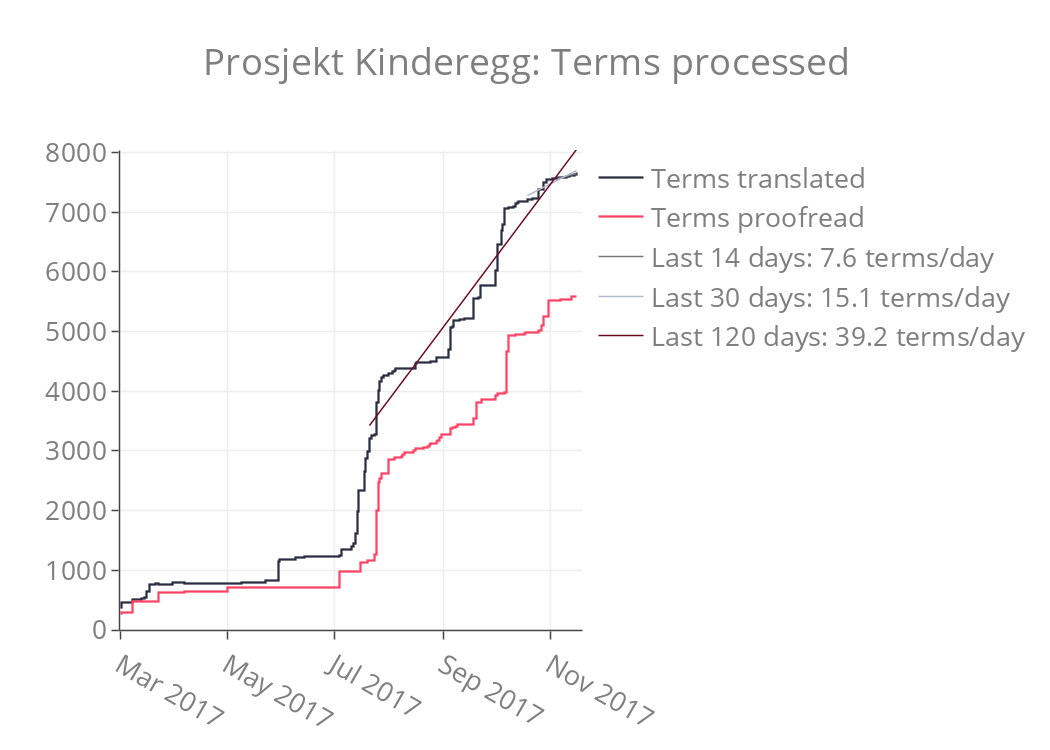 Prosjekt Kinderegg: Terms processed
8000
7000
6000
5000
4000
3000
2000
1000
0
Mar 2017
May 2017
Jul 2017
Sep 2017
Nov 2017
Terms translated
Terms proofread
Last 14 days: 7.6 terms/day
Last 30 days: 15.1 terms/day
Last 120 days: 39.2 terms/day